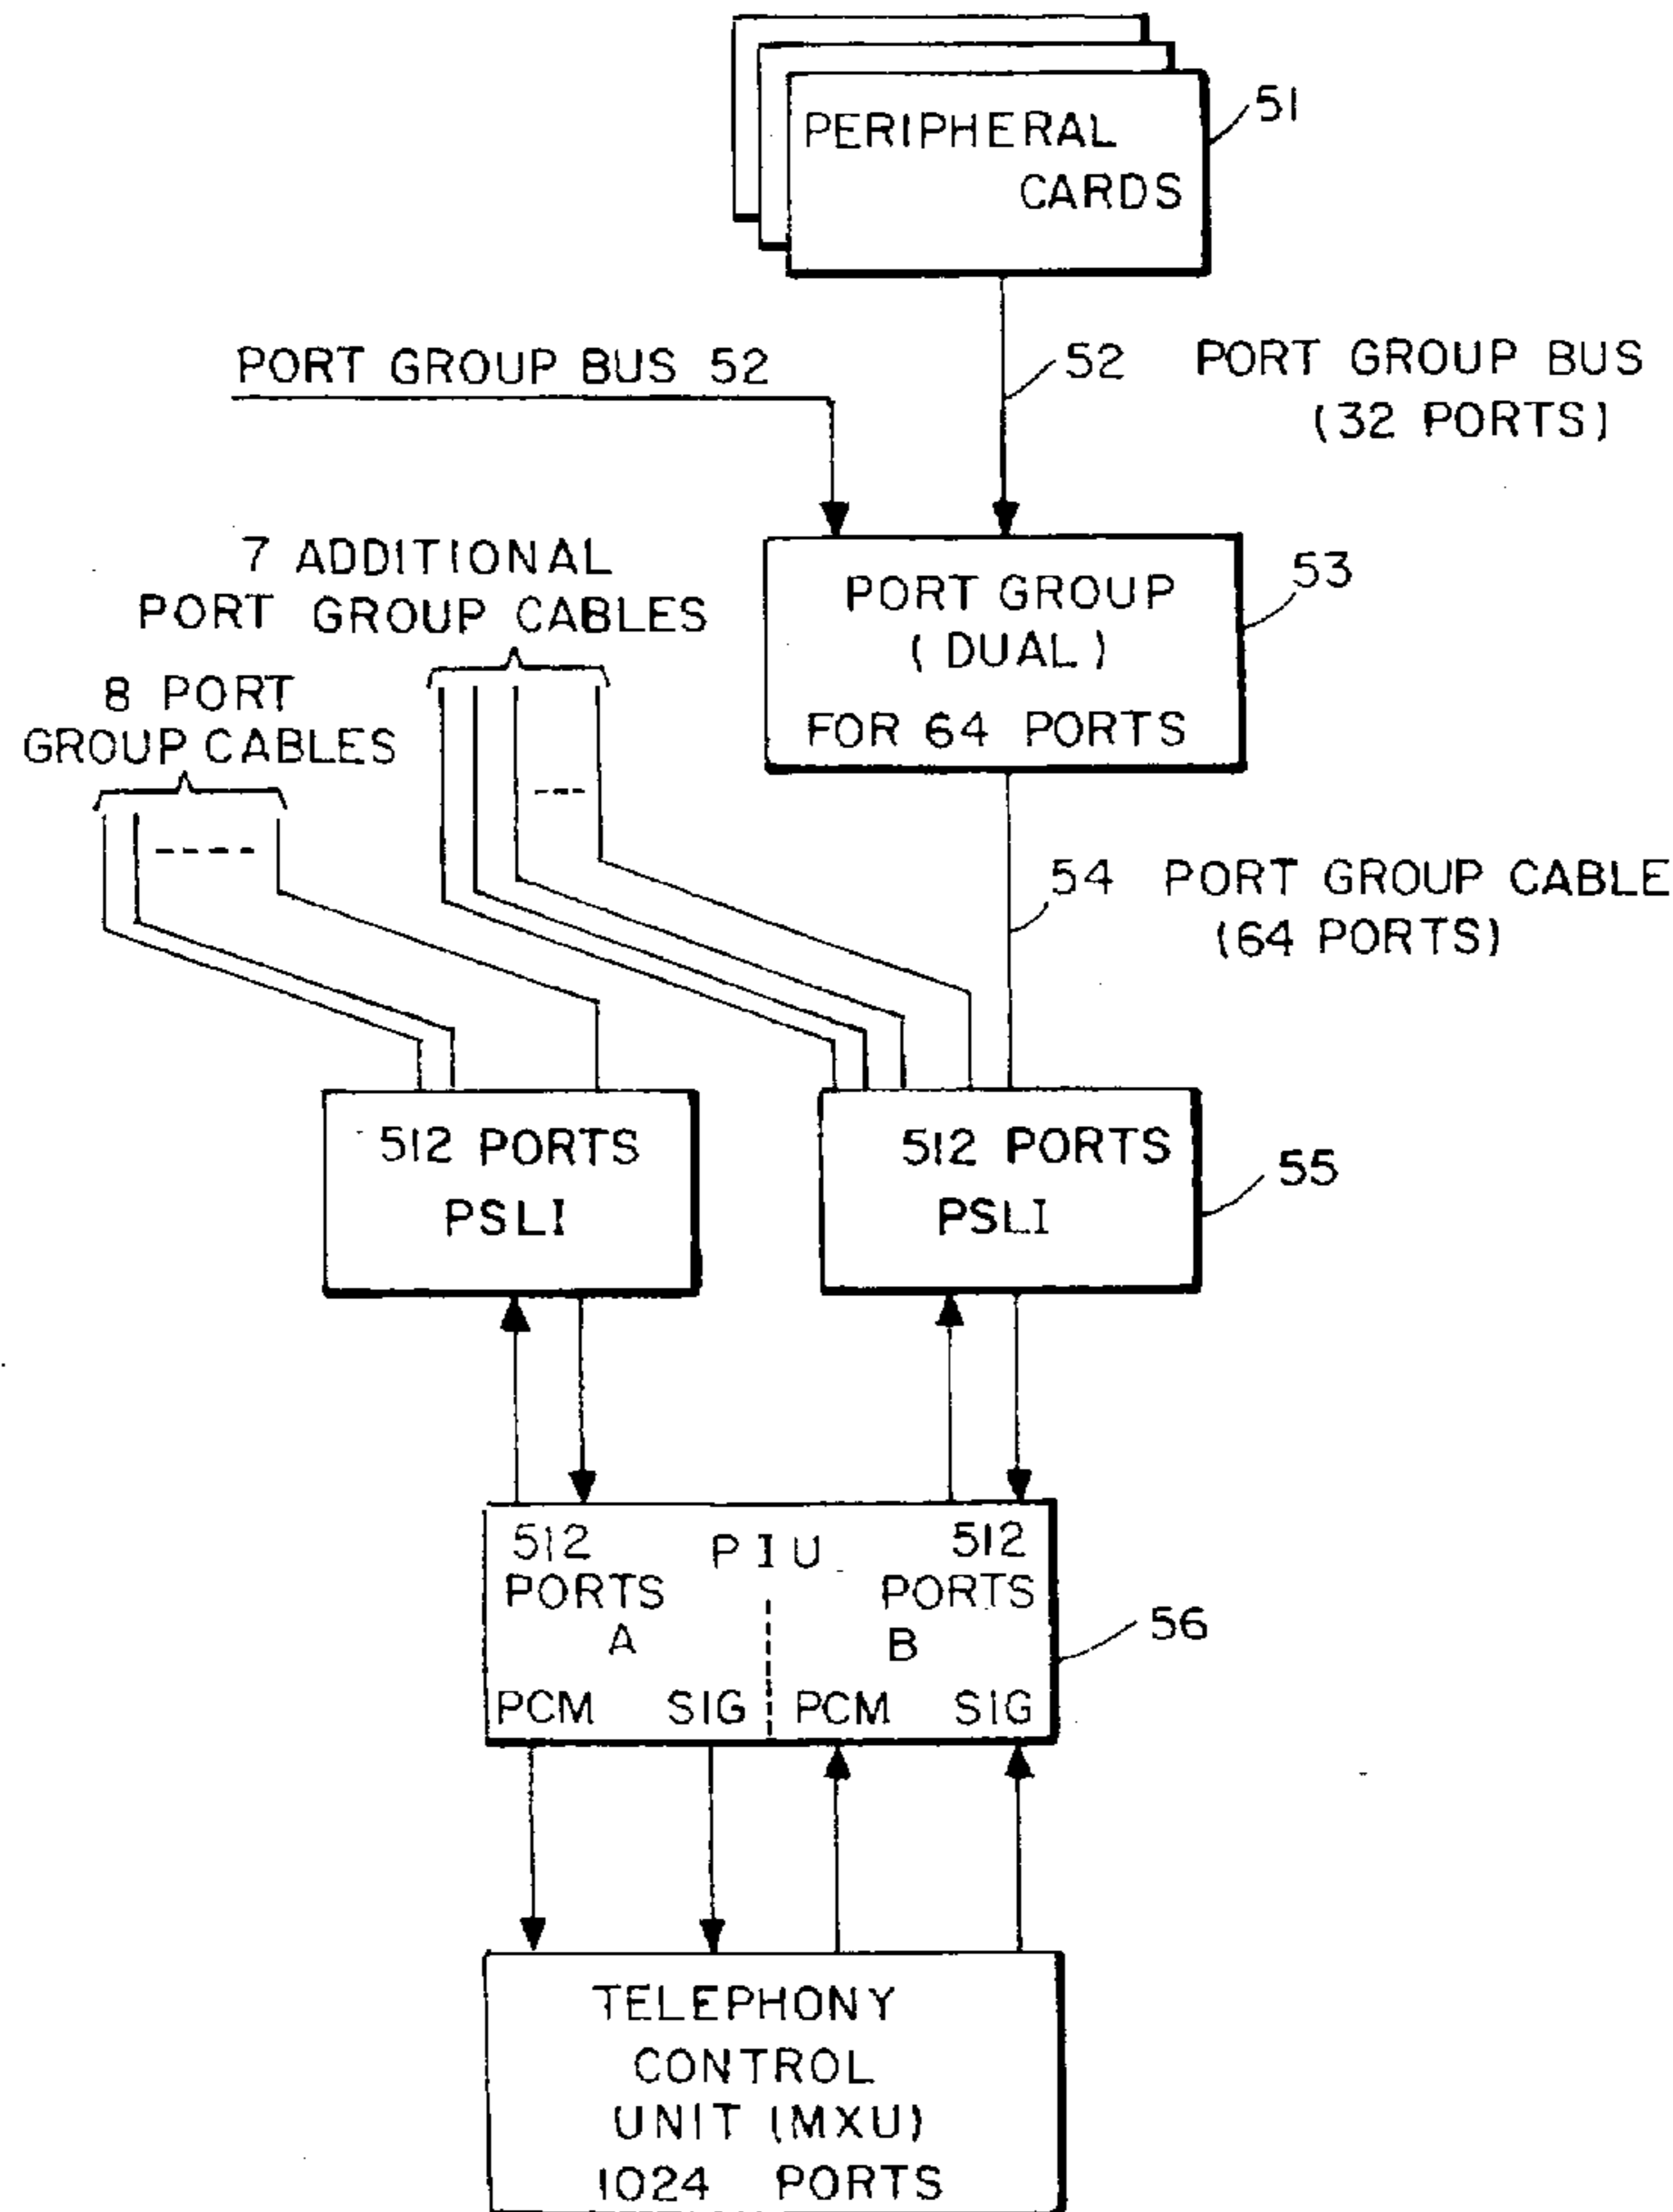 PERIPHERAL
CARDS
51
PORT GROUP BUS 52
52 PORT GROUP BUS
(32 PORTS)
7 ADDITIONAL
PORT GROUP CABLES
PORT GROUP
(DUAL)
FOR 64 PORTS
53
8 PORT
GROUP CABLES
54 PORT GROUP CABLE
(64 PORTS)
512 PORTS
PSLI
512 PORTS
PSLI
55
512
PORTS
A
PIU
512
PORTS
B
56
PCM SIG PCM SIG
TELEPHONY
CONTROL
UNIT (MXU)
1024 PORTS